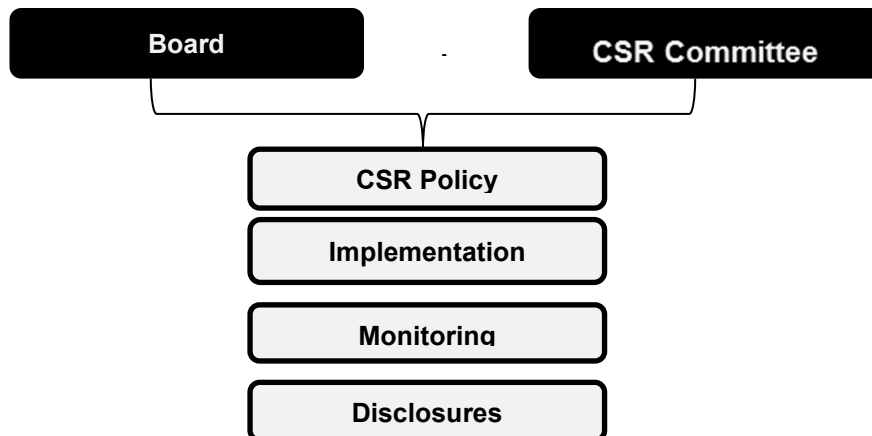 Board
-
CSR Committee
CSR Policy
Implementation
Monitoring
Disclosures